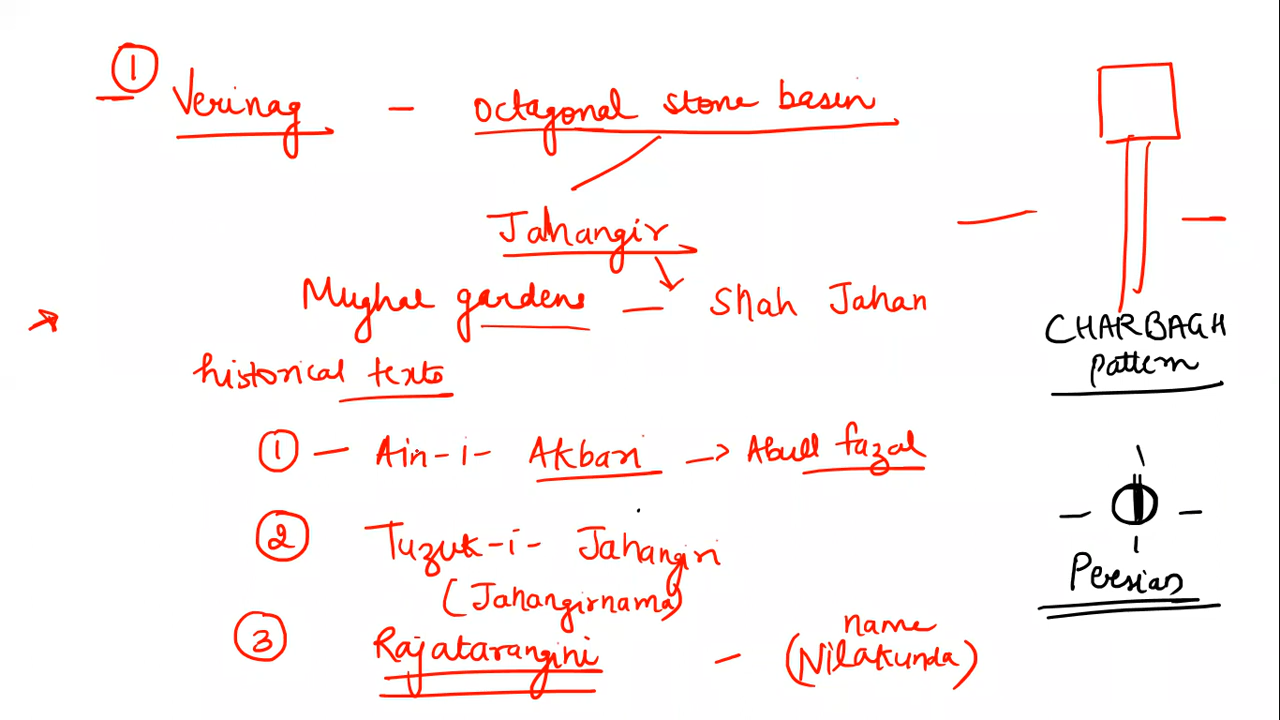 ① Verinag - octagonal stone basin
Jahangir
Mughal gardens - Shah Jahan
historical texts
① - Ain-i- Akbari -> Abull fazal
② Tuzuk-i- Jahangiri
(Jahangirnama)
③ Rajatarangini - name
(Nilakunda)
CHARBAGH
pattern
Persian